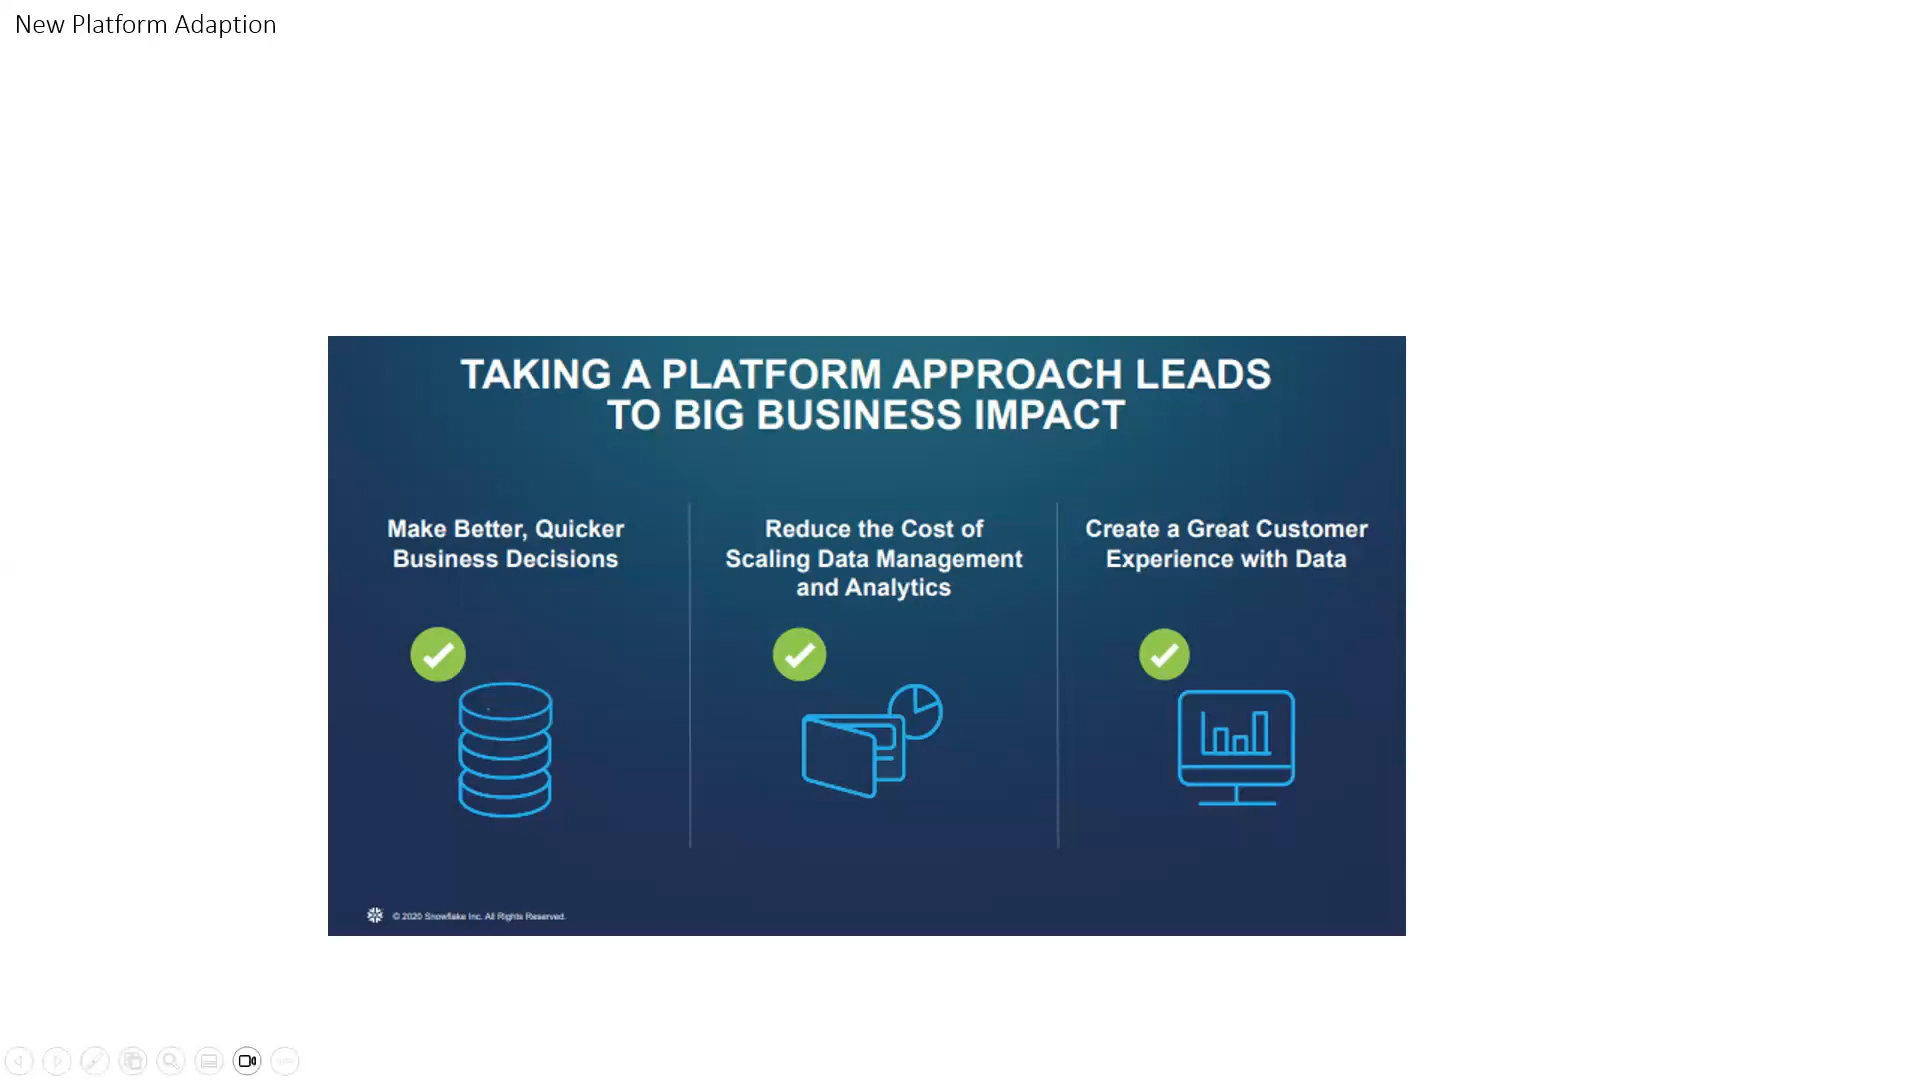 New Platform Adaption
TAKING A PLATFORM APPROACH LEADS
TO BIG BUSINESS IMPACT
Make Better, Quicker
Business Decisions
Reduce the Cost of
Scaling Data Management
and Analytics
Create a Great Customer
Experience with Data
© 2020 Snowflake Inc. All Rights Reserved.